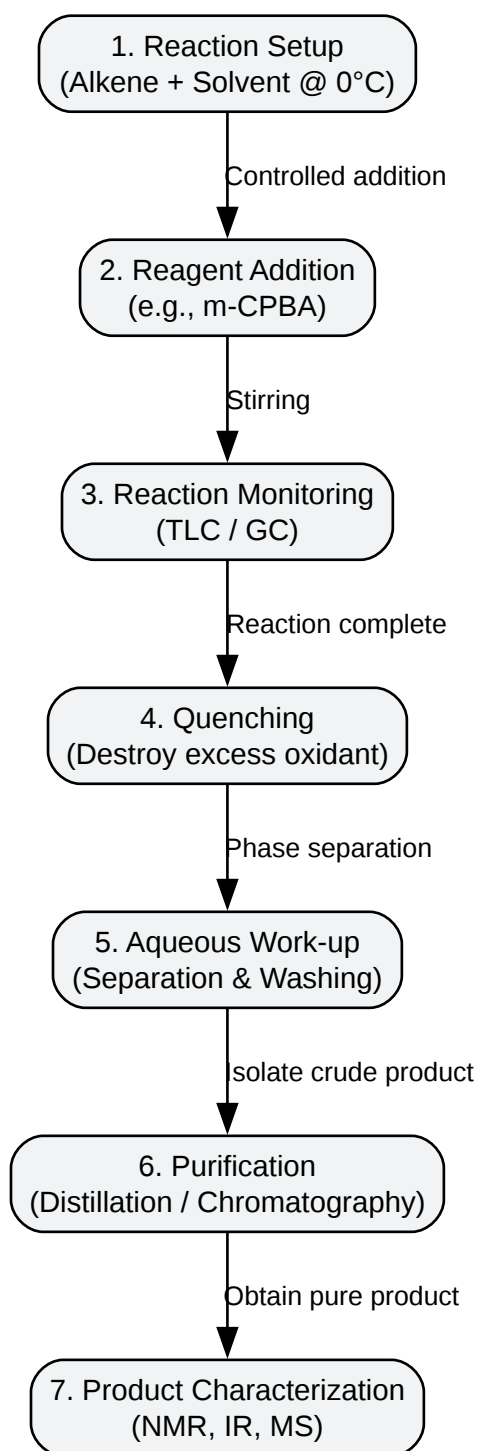 1. Reaction Setup
(Alkene + Solvent @ 0°C)
Controlled addition
2. Reagent Addition
(e.g., m-CPBA)
Stirring
3. Reaction Monitoring
(TLC / GC)
Reaction complete
4. Quenching
(Destroy excess oxidant)
Phase separation
5. Aqueous Work-up
(Separation & Washing)
Isolate crude product
6. Purification
(Distillation / Chromatography)
Obtain pure product
7. Product Characterization
(NMR, IR, MS)